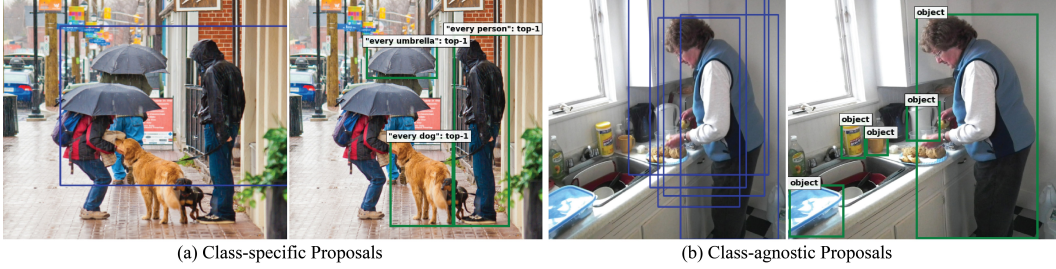 "every person": top-1
"every umbrella": top-1
"every dog": top-1
object
object
object
object
object
(a) Class-specific Proposals
(b) Class-agnostic Proposals